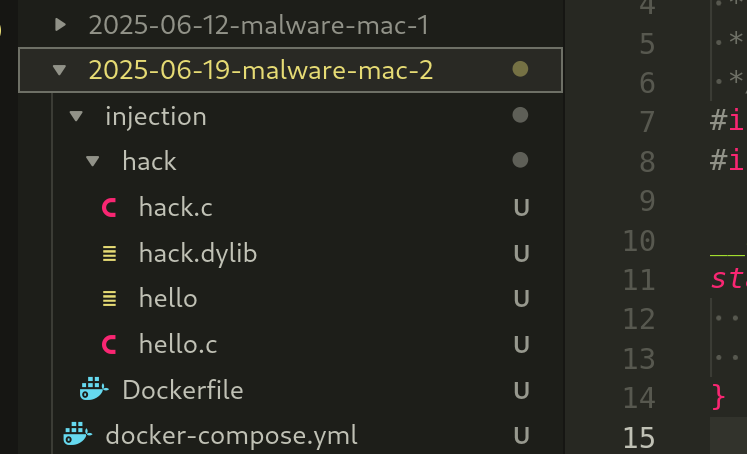 2025-06-12-malware-mac-1
2025-06-19-malware-mac-2
injection
hack
hack.c U
hack.dylib U
hello U
hello.c U
Dockerfile U
docker-compose.yml U
4 *
5 *
6 *
7 #i
8 #i
9
10 __
11 st
12
13
14 }
15